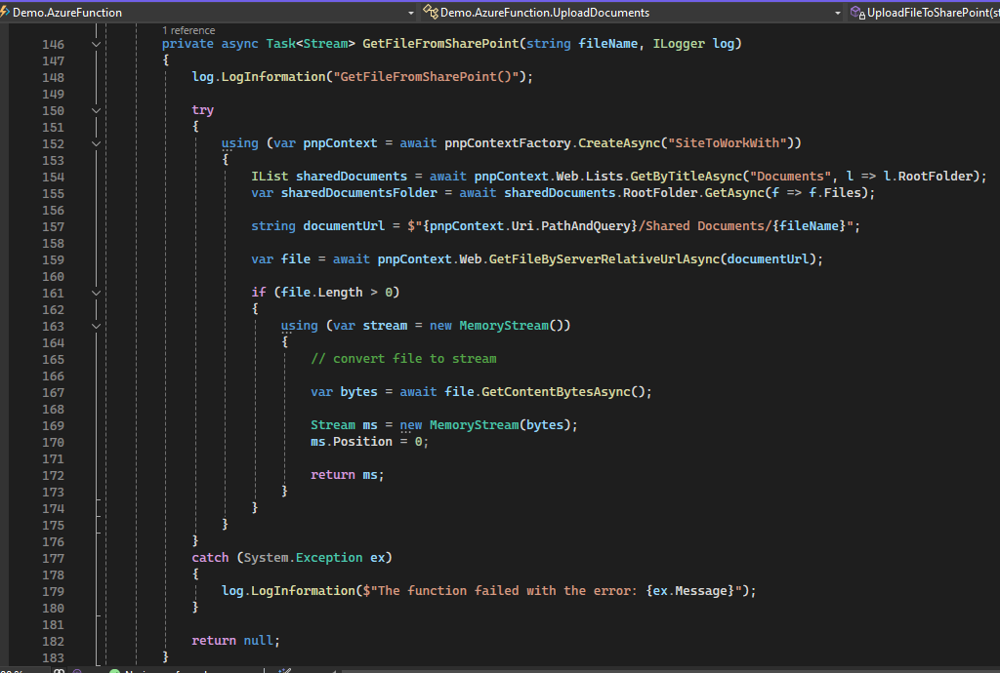 Demo.AzureFunction Demo.AzureFunction.UploadDocuments UploadFileToSharePoint(st
1 reference
146 private async Task<Stream> GetFileFromSharePoint(string fileName, ILogger log)
147 {
148 log.LogInformation("GetFileFromSharePoint()");
149
150 try
151 {
152 using (var pnpContext = await pnpContextFactory.CreateAsync("SiteToWorkWith"))
153 {
154 IList sharedDocuments = await pnpContext.Web.Lists.GetByTitleAsync("Documents", l => l.RootFolder);
155 var sharedDocumentsFolder = await sharedDocuments.RootFolder.GetAsync(f => f.Files);
156
157 string documentUrl = $"{pnpContext.Uri.PathAndQuery}/Shared Documents/{fileName}";
158
159 var file = await pnpContext.Web.GetFileByServerRelativeUrlAsync(documentUrl);
160
161 if (file.Length > 0)
162 {
163 using (var stream = new MemoryStream())
164 {
165 // convert file to stream
166
167 var bytes = await file.GetContentBytesAsync();
168
169 Stream ms = new MemoryStream(bytes);
170 ms.Position = 0;
171
172 return ms;
173 }
174 }
175 }
176 }
177 catch (System.Exception ex)
178 {
179 log.LogInformation($"The function failed with the error: {ex.Message}");
180 }
181
182 return null;
183 }